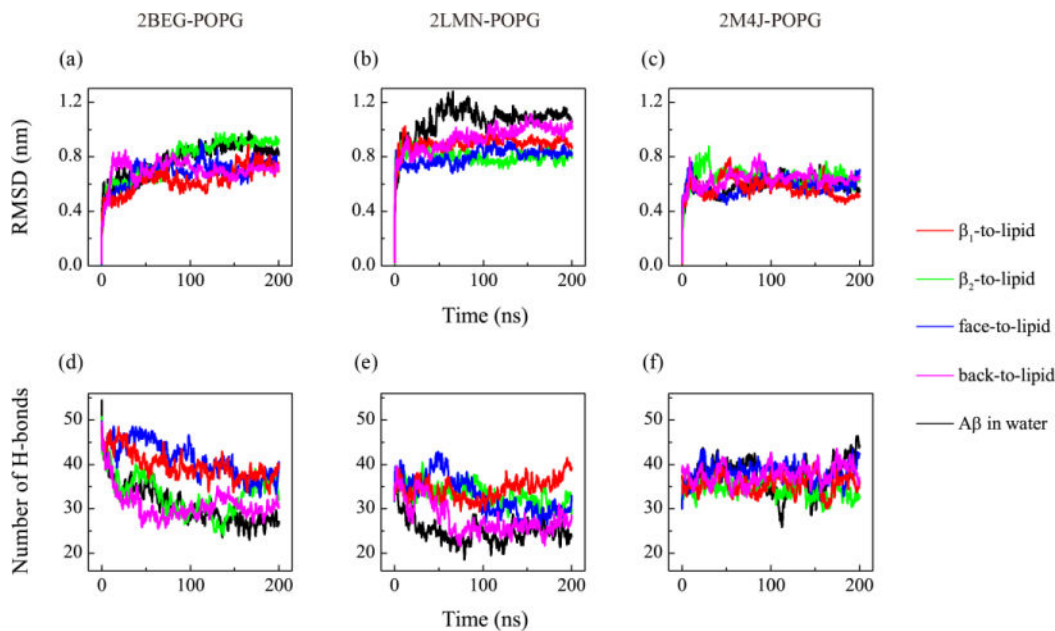 2BEG-POPG 2LMN-POPG 2M4J-POPG
(a) (b) (c)
RMSD (nm)
1.2 1.2 1.2
0.8 0.8 0.8
0.4 0.4 0.4
0.0 0.0 0.0
0 100 200 0 100 200 0 100 200
Time (ns)
β₁-to-lipid
β₂-to-lipid
face-to-lipid
back-to-lipid
Aβ in water
(d) (e) (f)
Number of H-bonds
50 50 50
40 40 40
30 30 30
20 20 20
0 100 200 0 100 200 0 100 200
Time (ns)